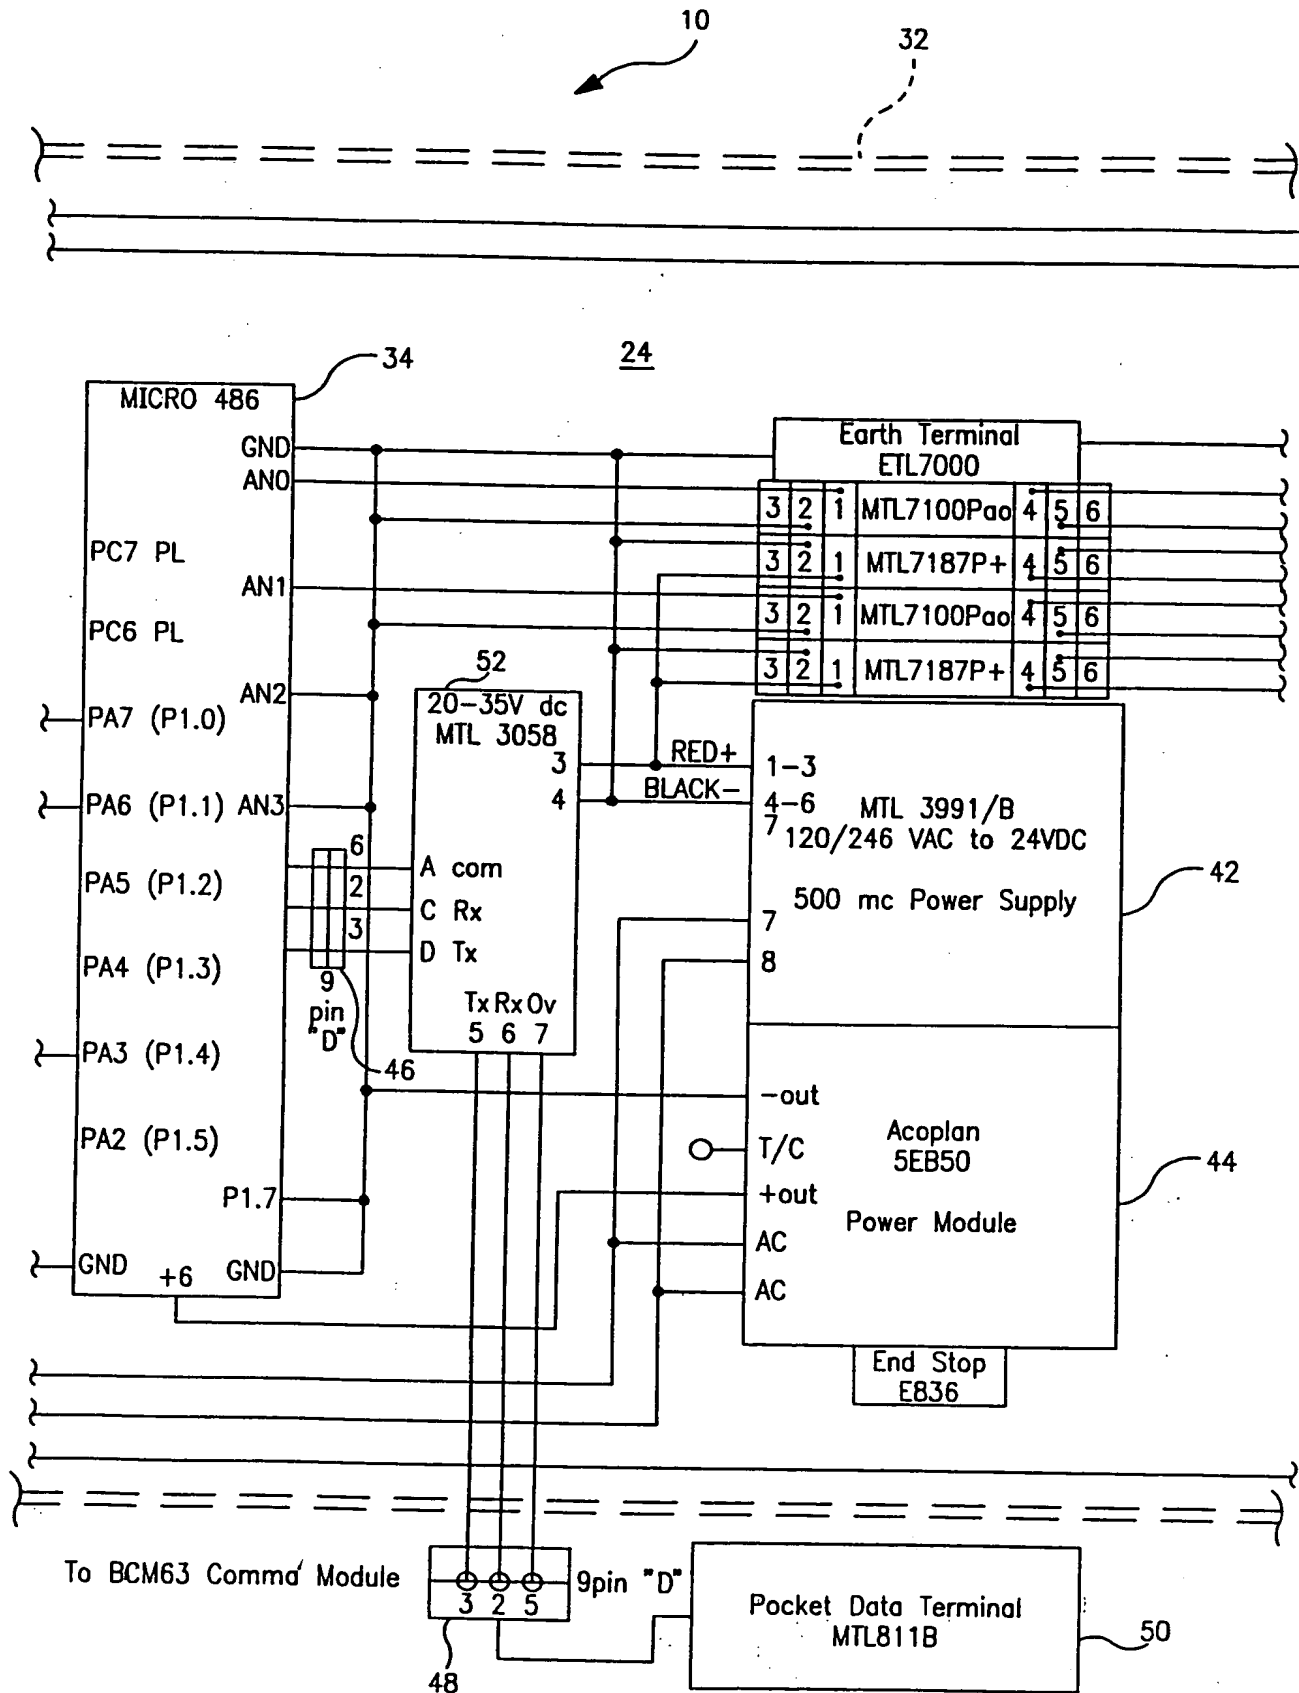 10
32
24
34
MICRO 486
GND
AN0
PC7 PL
AN1
PC6 PL
AN2
PA7 (P1.0)
PA6 (P1.1) AN3
PA5 (P1.2)
PA4 (P1.3)
PA3 (P1.4)
PA2 (P1.5)
P1.7
GND +6 GND
6
2
3
9
pin
"D"
46
52
20-35V dc
MTL 3058
3
4
A com
C Rx
D Tx
Tx Rx Ov
5 6 7
RED+
BLACK-
Earth Terminal
ETL7000
3 2 1 MTL7100Pao 4 5 6
3 2 1 MTL7187P+ 4 5 6
3 2 1 MTL7100Pao 4 5 6
3 2 1 MTL7187P+ 4 5 6
1-3
4-6
7
MTL 3991/B
120/246 VAC to 24VDC
500 mc Power Supply
7
8
42
-out
T/C
+out
AC
AC
Acoplan
5EB50
Power Module
44
End Stop
E836
To BCM63 Comma' Module
3 2 5
9pin "D"
48
Pocket Data Terminal
MTL811B
50